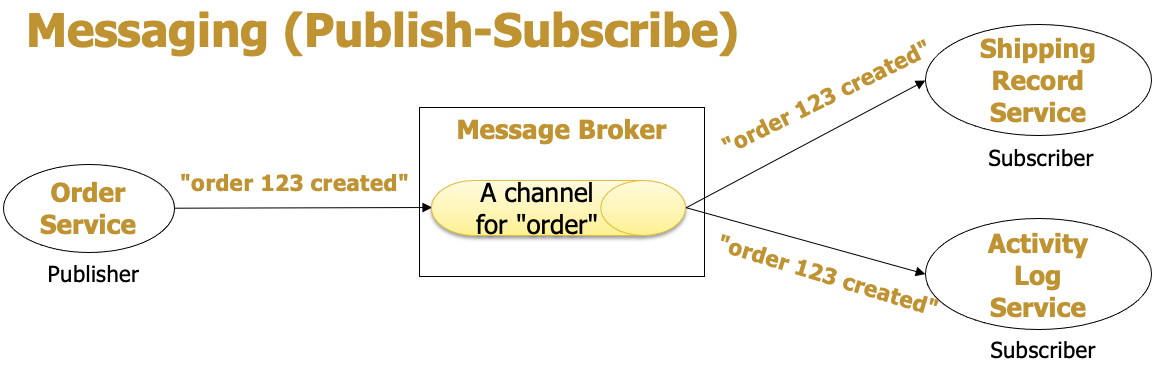 Messaging (Publish-Subscribe)
Order
Service
Publisher
"order 123 created"
Message Broker
A channel
for "order"
"order 123 created"
Shipping
Record
Service
Subscriber
"order 123 created"
Activity
Log
Service
Subscriber